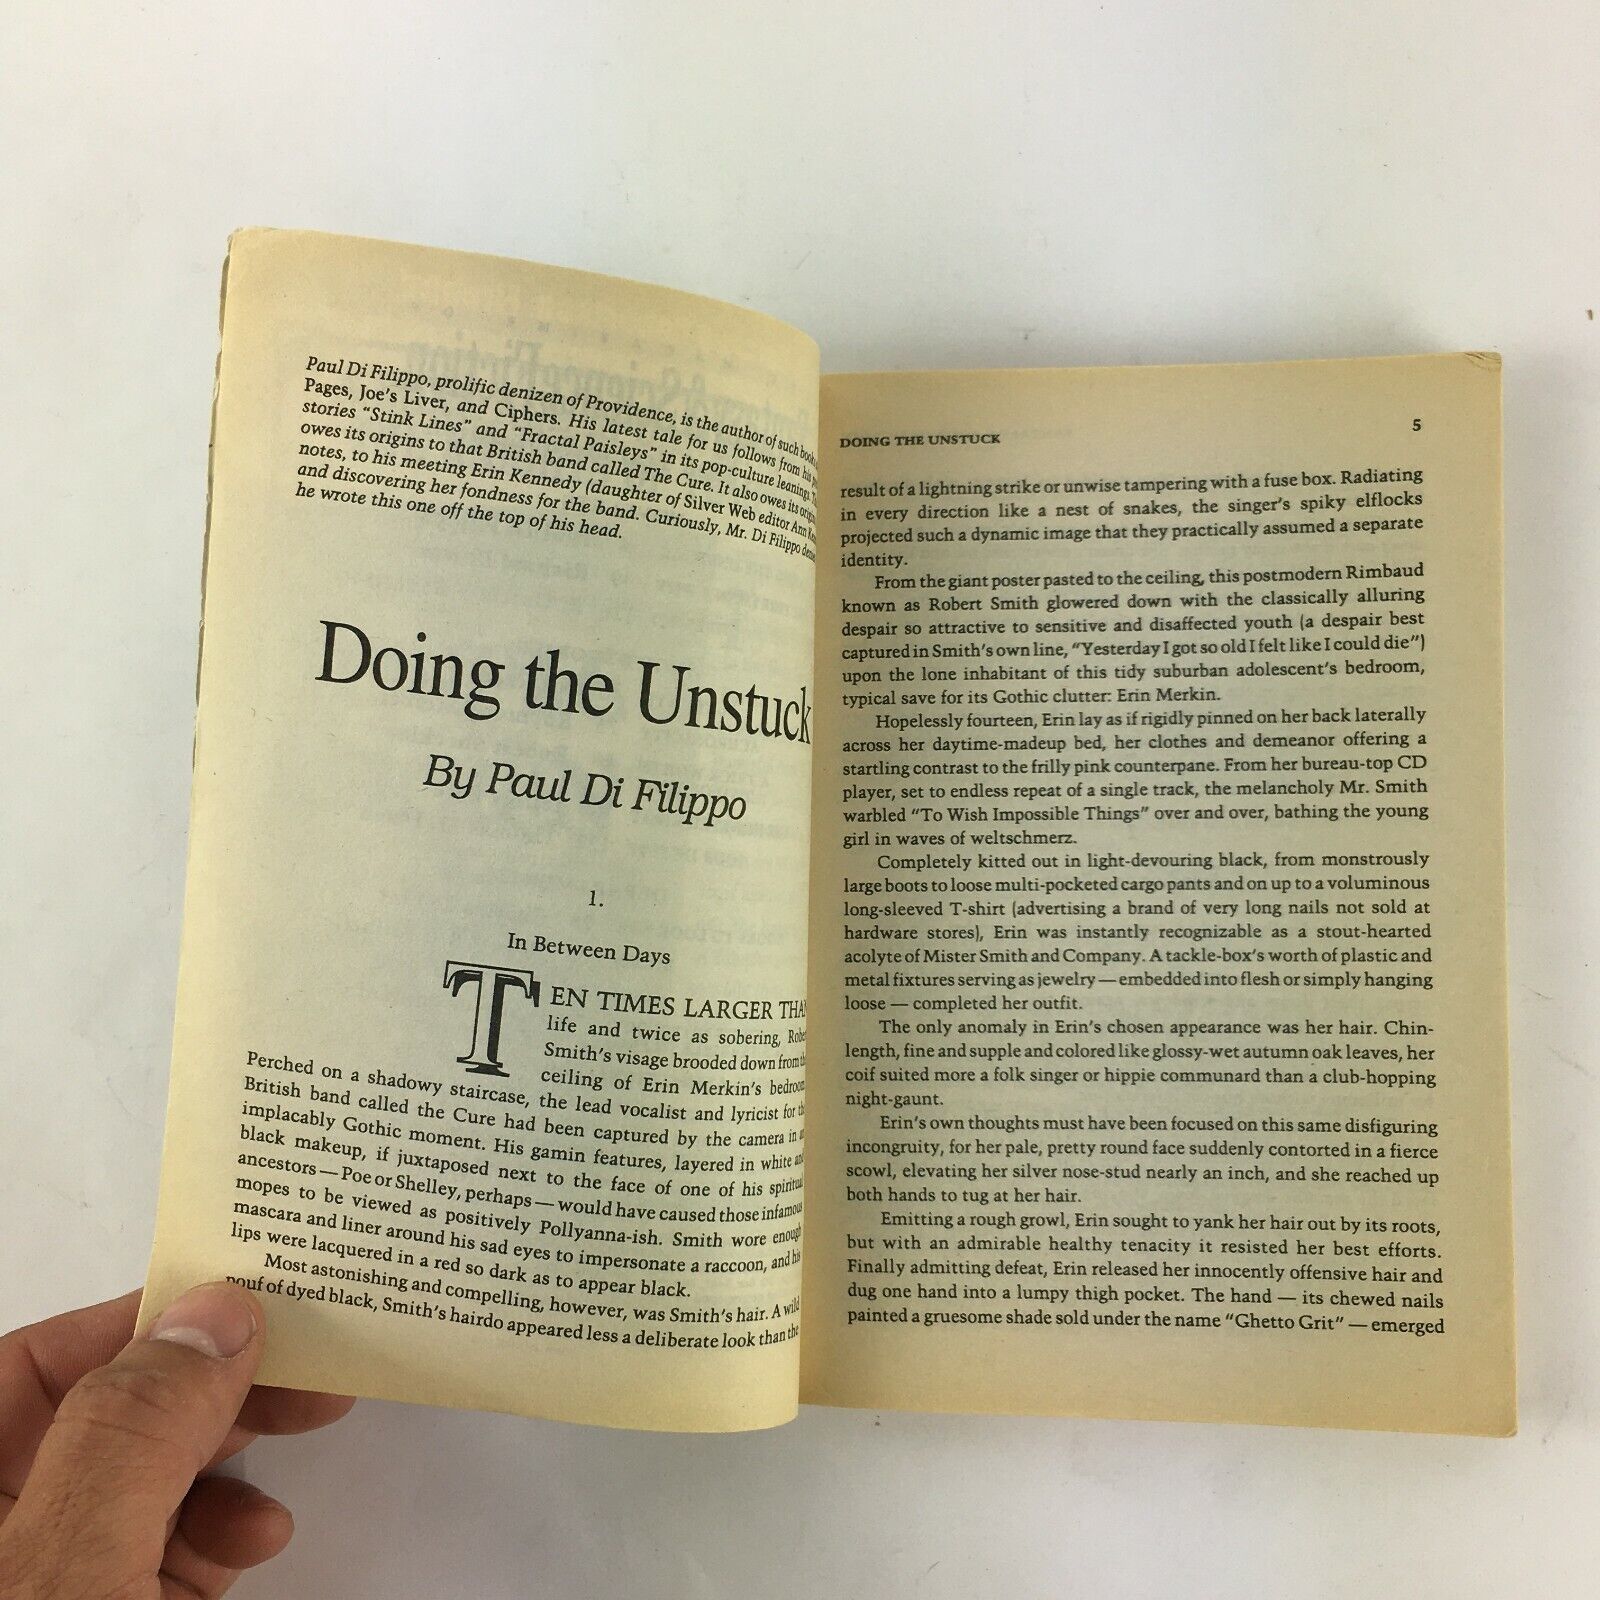 Paul Di Filippo, prolific denizen of Providence, is the author of such books
Pages, Joe's Liver, and Ciphers. His latest tale for us follows from his
stories "Stink Lines" and "Fractal Paisleys" in its pop-culture leanings.
owes its origins to that British band called The Cure. It also owes its
notes, to his meeting Erin Kennedy (daughter of Silver Web editor Ann
and discovering her fondness for the band. Curiously, Mr. Di Filippo
he wrote this one off the top of his head.
Doing the Unstuck
By Paul Di Filippo
1.
In Between Days
TEN TIMES LARGER THAN
life and twice as sobering,
Smith's visage brooded down from
ceiling of Erin Merkin's bedroom
Perched on a shadowy staircase, the lead vocalist and lyricist for
British band called the Cure had been captured by the camera in
implacably Gothic moment. His gamin features, layered in white and
black makeup, if juxtaposed next to the face of one of his spiritual
ancestors — Poe or Shelley, perhaps — would have caused those infamous
mopes to be viewed as positively Pollyanna-ish. Smith wore enough
mascara and liner around his sad eyes to impersonate a raccoon, and his
lips were lacquered in a red so dark as to appear black.
Most astonishing and compelling, however, was Smith's hair. A wild
pouf of dyed black, Smith's hairdo appeared less a deliberate look than the
DOING THE UNSTUCK 5
result of a lightning strike or unwise tampering with a fuse box. Radiating
in every direction like a nest of snakes, the singer's spiky elflocks
projected such a dynamic image that they practically assumed a separate
identity.
From the giant poster pasted to the ceiling, this postmodern Rimbaud
known as Robert Smith glowered down with the classically alluring
despair so attractive to sensitive and disaffected youth (a despair best
captured in Smith's own line, "Yesterday I got so old I felt like I could die")
upon the lone inhabitant of this tidy suburban adolescent's bedroom,
typical save for its Gothic clutter: Erin Merkin.
Hopelessly fourteen, Erin lay as if rigidly pinned on her back laterally
across her daytime-madeup bed, her clothes and demeanor offering a
startling contrast to the frilly pink counterpane. From her bureau-top CD
player, set to endless repeat of a single track, the melancholy Mr. Smith
warbled "To Wish Impossible Things" over and over, bathing the young
girl in waves of weltschmerz.
Completely kitted out in light-devouring black, from monstrously
large boots to loose multi-pocketed cargo pants and on up to a voluminous
long-sleeved T-shirt (advertising a brand of very long nails not sold at
hardware stores), Erin was instantly recognizable as a stout-hearted
acolyte of Mister Smith and Company. A tackle-box's worth of plastic and
metal fixtures serving as jewelry — embedded into flesh or simply hanging
loose — completed her outfit.
The only anomaly in Erin's chosen appearance was her hair. Chin-
length, fine and supple and colored like glossy-wet autumn oak leaves, her
coif suited more a folk singer or hippie communard than a club-hopping
night-gaunt.
Erin's own thoughts must have been focused on this same disfiguring
incongruity, for her pale, pretty round face suddenly contorted in a fierce
scowl, elevating her silver nose-stud nearly an inch, and she reached up
both hands to tug at her hair.
Emitting a rough growl, Erin sought to yank her hair out by its roots,
but with an admirable healthy tenacity it resisted her best efforts.
Finally admitting defeat, Erin released her innocently offensive hair and
dug one hand into a lumpy thigh pocket. The hand — its chewed nails
painted a gruesome shade sold under the name "Ghetto Grit" — emerged